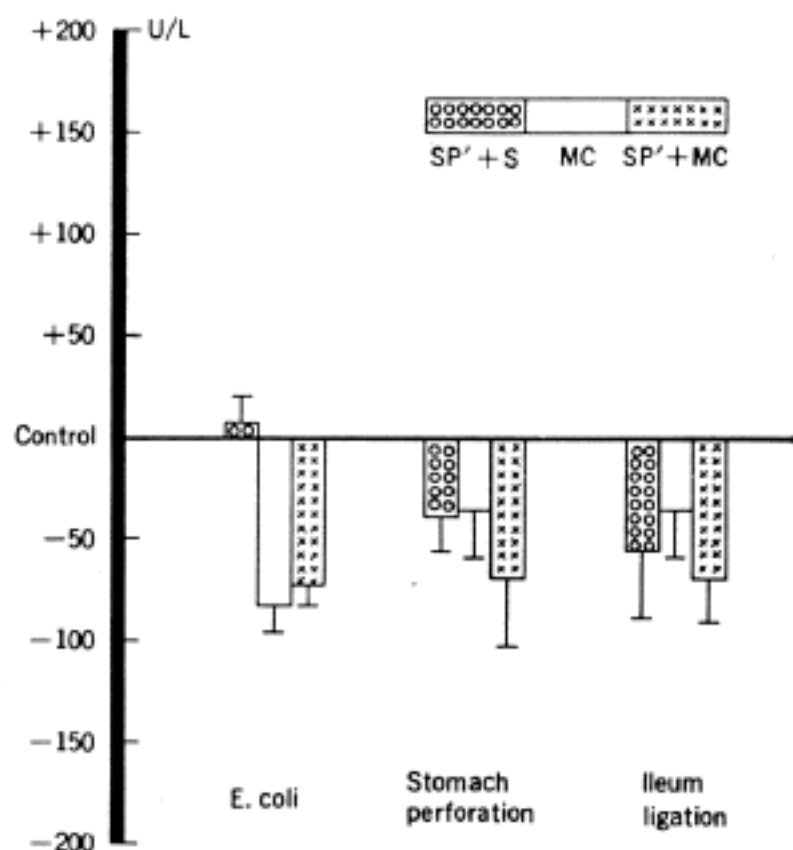 +200 U/L
+150
SP′ + S MC SP′ + MC
+100
+50
Control
−50
−100
−150
E. coli Stomach perforation Ileum ligation
−200